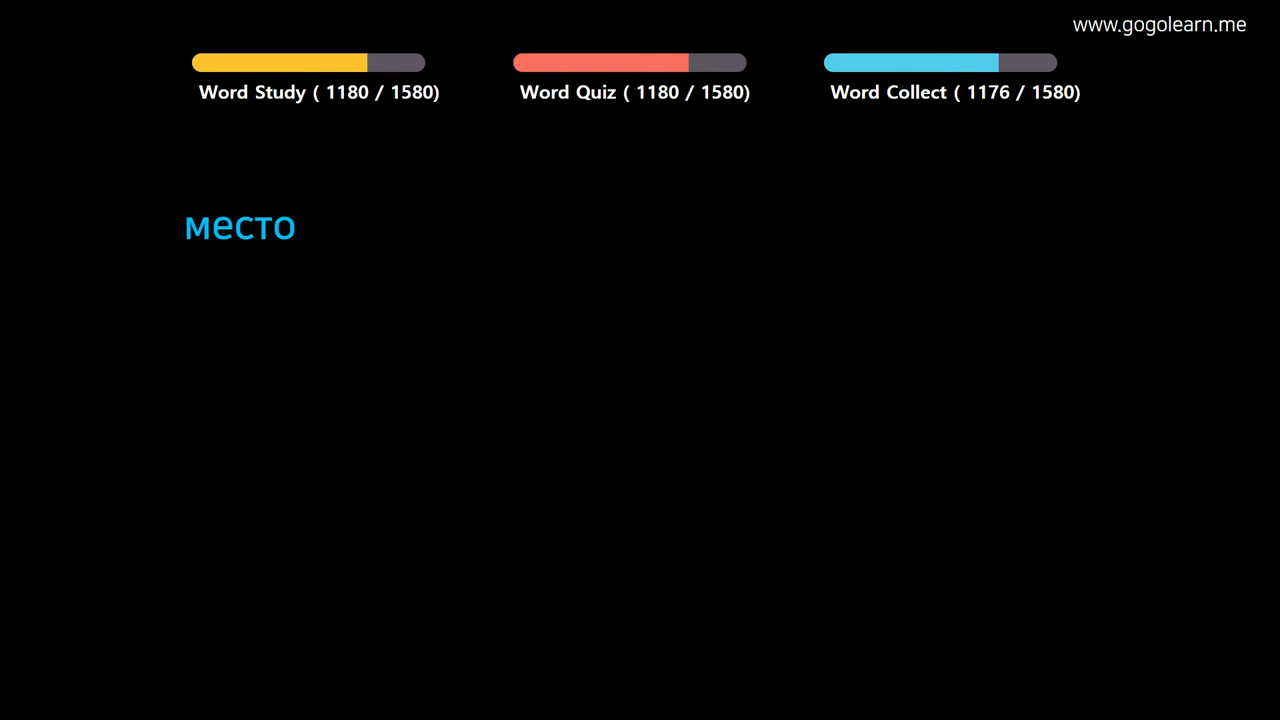 www.gogolearn.me
Word Study ( 1180 / 1580)
Word Quiz ( 1180 / 1580)
Word Collect ( 1176 / 1580)
место